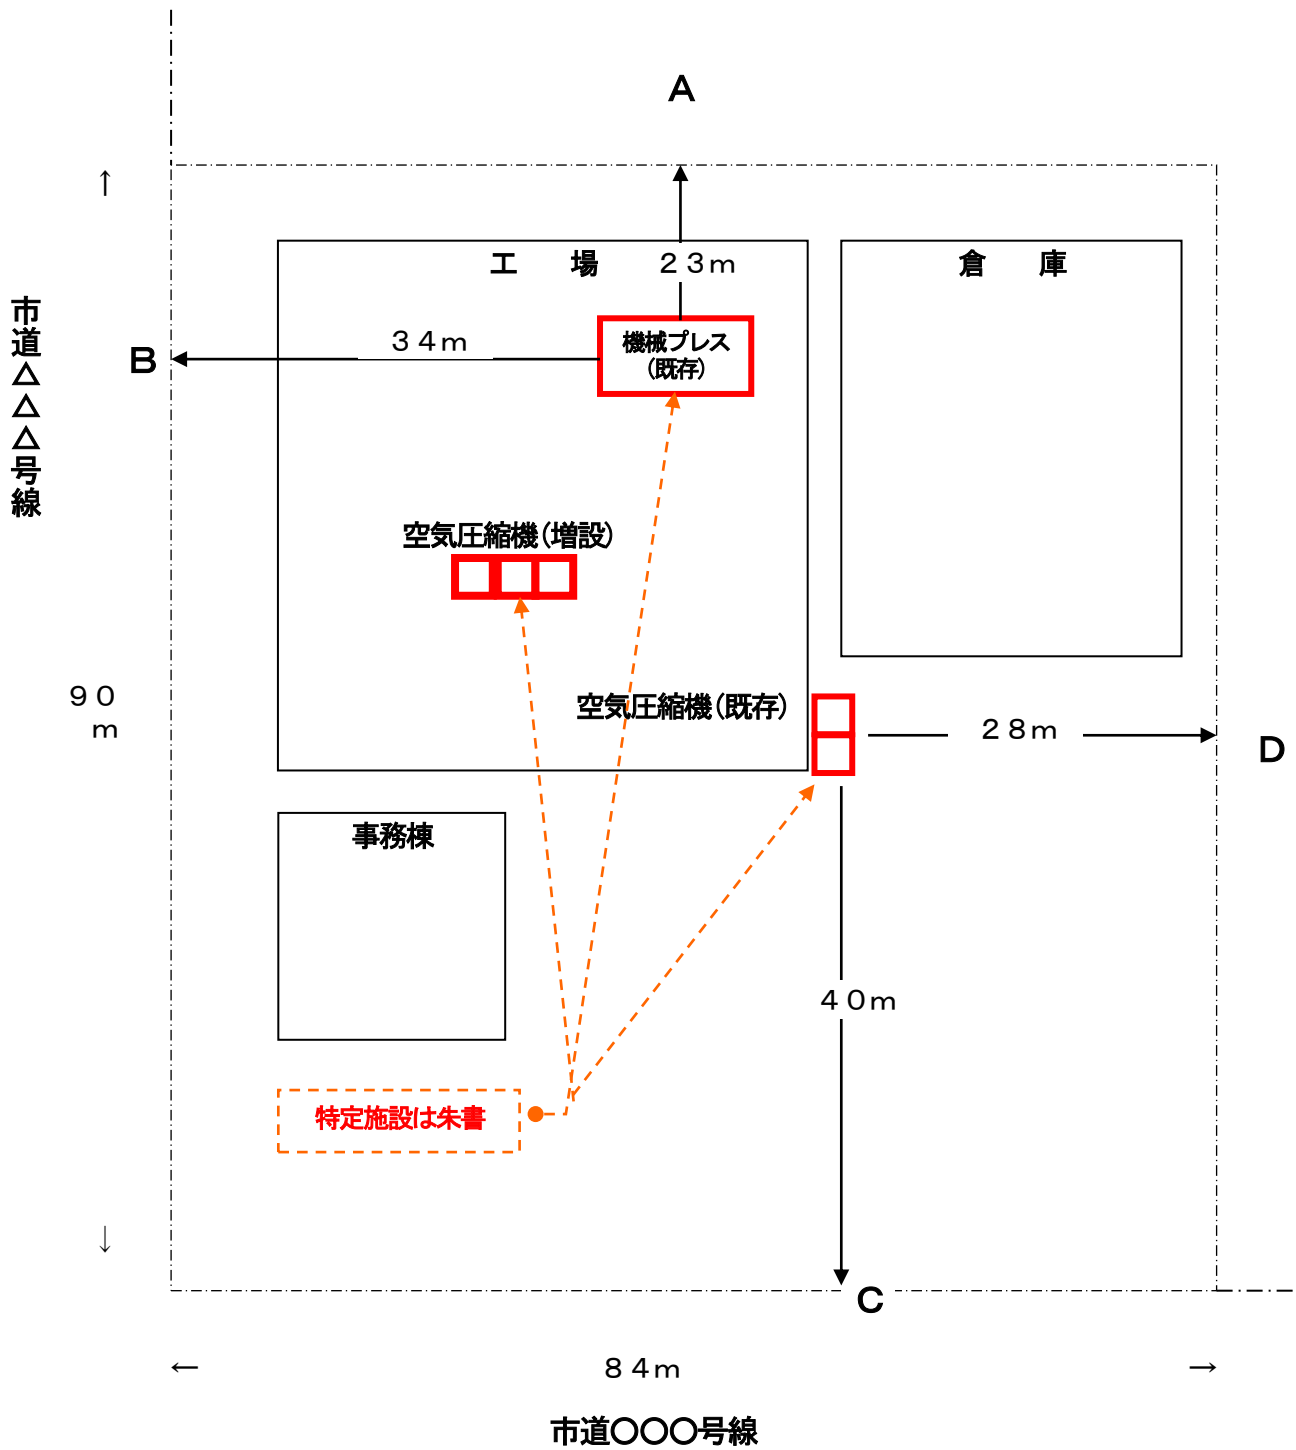 A
↑
工　場
２３ｍ
倉　庫
市道△△△号線
３４ｍ
B
機械プレス
（既存）
空気圧縮機（増設）
９０
ｍ
空気圧縮機（既存）
２８ｍ
D
事務棟
４０ｍ
特定施設は朱書
↓
C
←
８４ｍ
→
市道〇〇〇号線